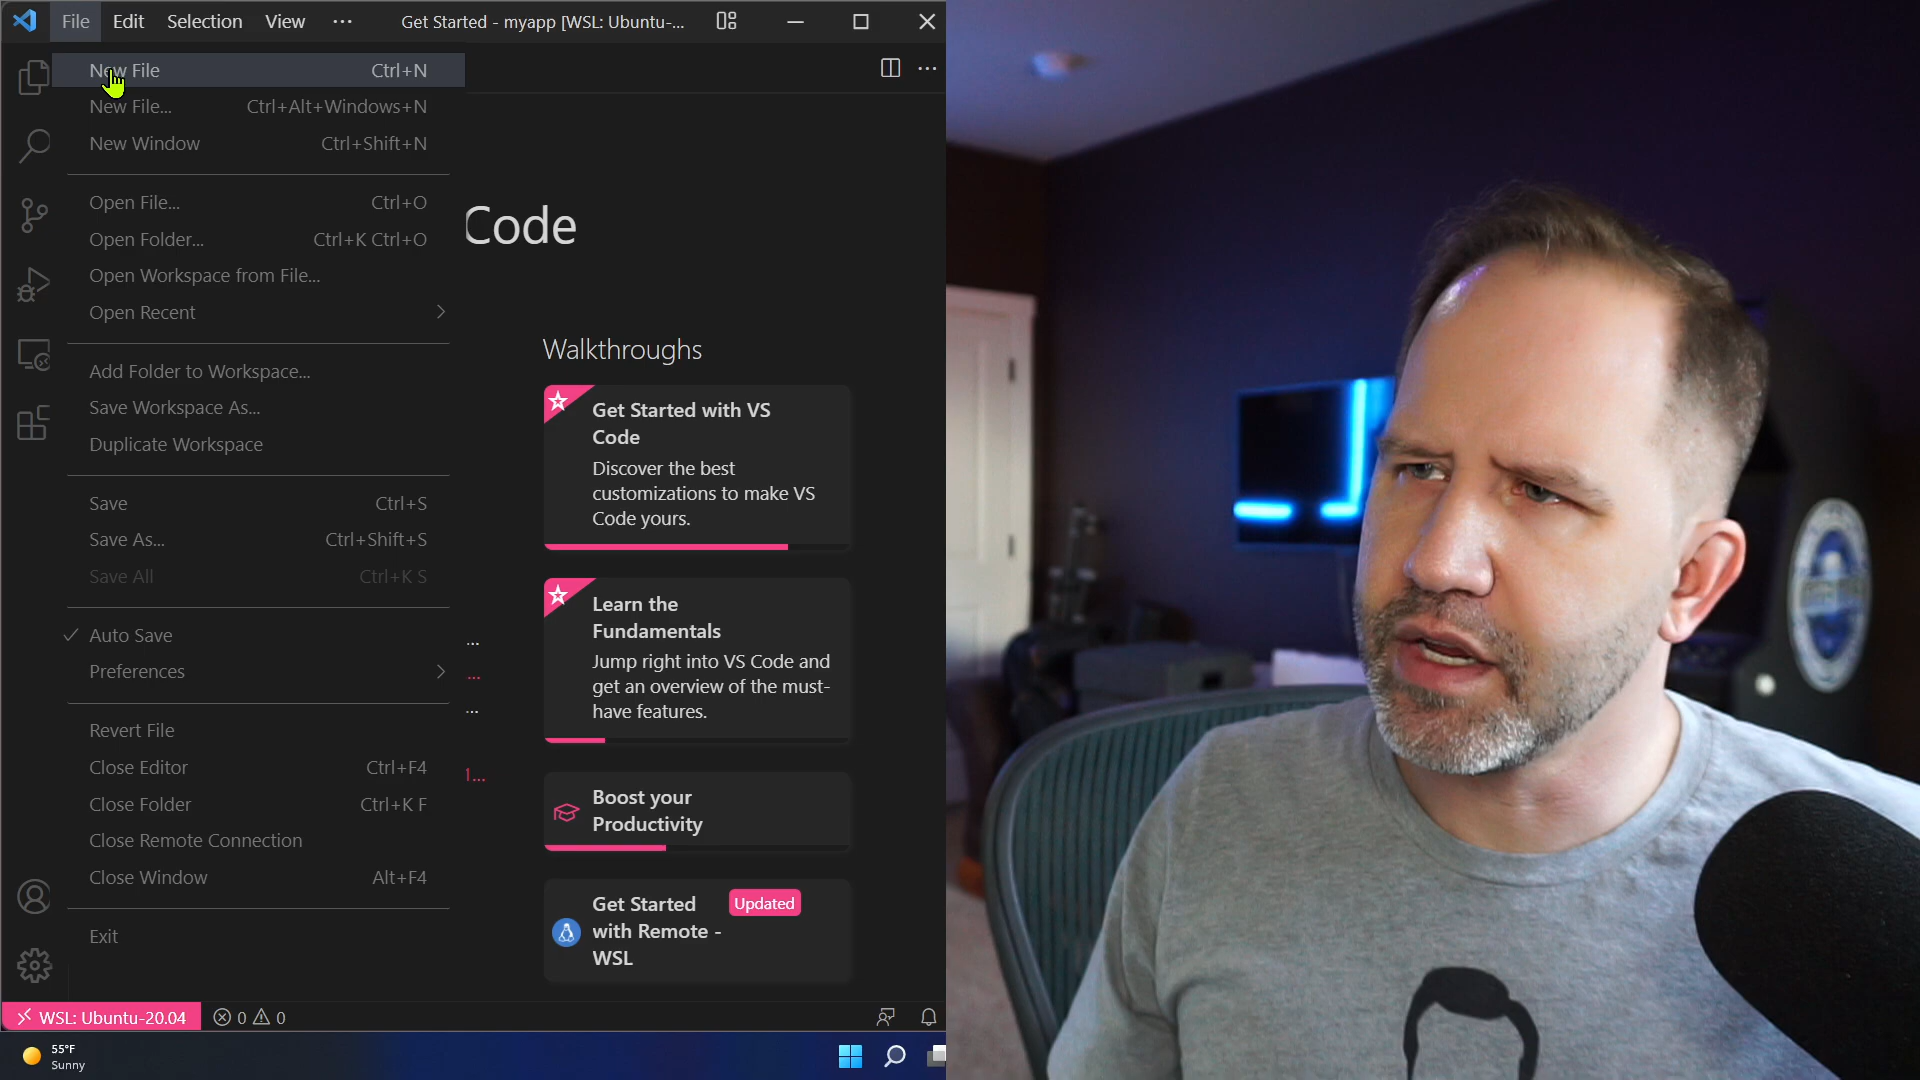 File Edit Selection View ··· Get Started - myapp [WSL: Ubuntu-...
New File Ctrl+N
New File... Ctrl+Alt+Windows+N
New Window Ctrl+Shift+N
Open File... Ctrl+O
Open Folder... Ctrl+K Ctrl+O
Open Workspace from File...
Open Recent
Add Folder to Workspace...
Save Workspace As...
Duplicate Workspace
Save Ctrl+S
Save As... Ctrl+Shift+S
Save All Ctrl+K S
Auto Save
Preferences
Revert File
Close Editor Ctrl+F4
Close Folder Ctrl+K F
Close Remote Connection
Close Window Alt+F4
Exit
Code
...
...
...
1...
Walkthroughs
Get Started with VS
Code
Discover the best
customizations to make VS
Code yours.
Learn the
Fundamentals
Jump right into VS Code and
get an overview of the must-
have features.
Boost your
Productivity
Get Started Updated
with Remote -
WSL
WSL: Ubuntu-20.04 0 0
55°F
Sunny